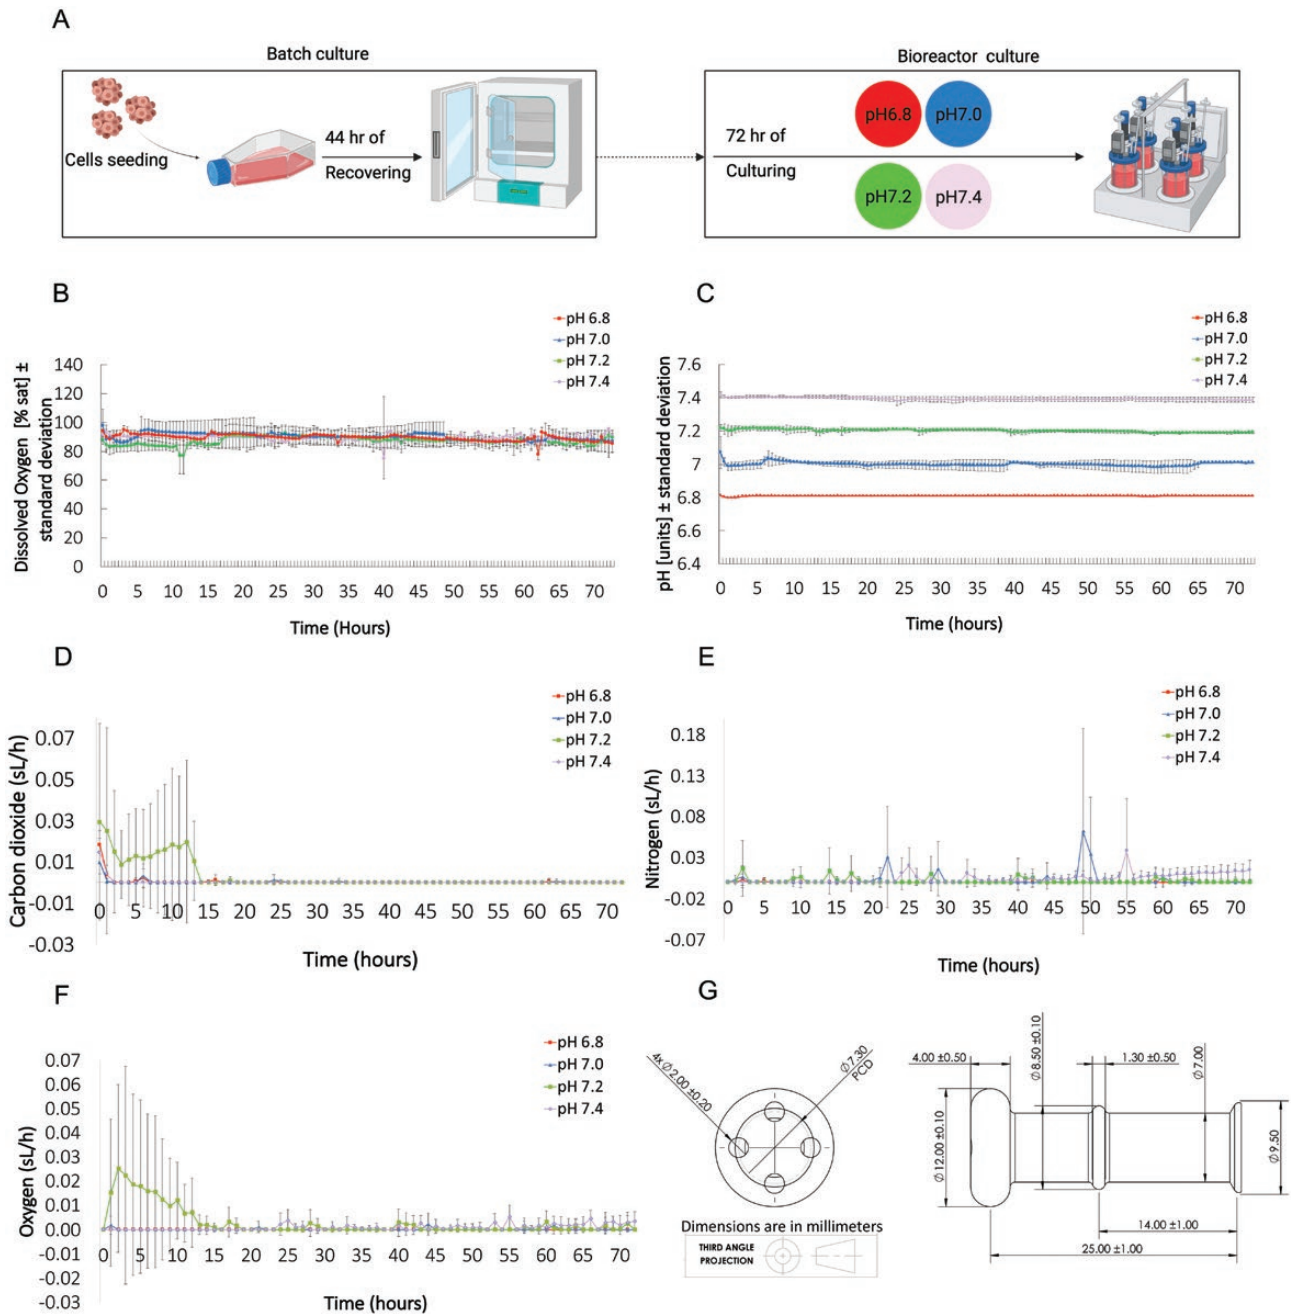 A
Batch culture
Bioreactor culture
Cells seeding
44 hr of
Recovering
72 hr of
Culturing
pH6.8
pH7.0
pH7.2
pH7.4
B
pH 6.8
pH 7.0
pH 7.2
pH 7.4
Dissolved Oxygen [% sat] ±
standard deviation
140
120
100
80
60
40
20
0
0 5 10 15 20 25 30 35 40 45 50 55 60 65 70
Time (Hours)
C
pH 6.8
pH 7.0
pH 7.2
pH 7.4
pH [units] ± standard deviation
7.6
7.4
7.2
7
6.8
6.6
6.4
0 5 10 15 20 25 30 35 40 45 50 55 60 65 70
Time (hours)
D
pH 6.8
pH 7.0
pH 7.2
pH 7.4
Carbon dioxide (sL/h)
0.07
0.05
0.03
0.01
-0.01
-0.03
0 5 10 15 20 25 30 35 40 45 50 55 60 65 70
Time (hours)
E
pH 6.8
pH 7.0
pH 7.2
pH 7.4
Nitrogen (sL/h)
0.18
0.13
0.08
0.03
-0.02
-0.07
0 5 10 15 20 25 30 35 40 45 50 55 60 65 70
Time (hours)
F
pH 6.8
pH 7.0
pH 7.2
pH 7.4
Oxygen (sL/h)
0.07
0.06
0.05
0.04
0.03
0.02
0.01
0.00
-0.01
-0.02
-0.03
0 5 10 15 20 25 30 35 40 45 50 55 60 65 70
Time (hours)
G
4x ∅2.00 ±0.20
∅7.30
PCD
4.00 ±0.50
∅8.50 ±0.10
1.30 ±0.50
∅7.00
∅12.00 ±0.10
∅9.50
14.00 ±1.00
25.00 ±1.00
Dimensions are in millimeters
THIRD ANGLE
PROJECTION